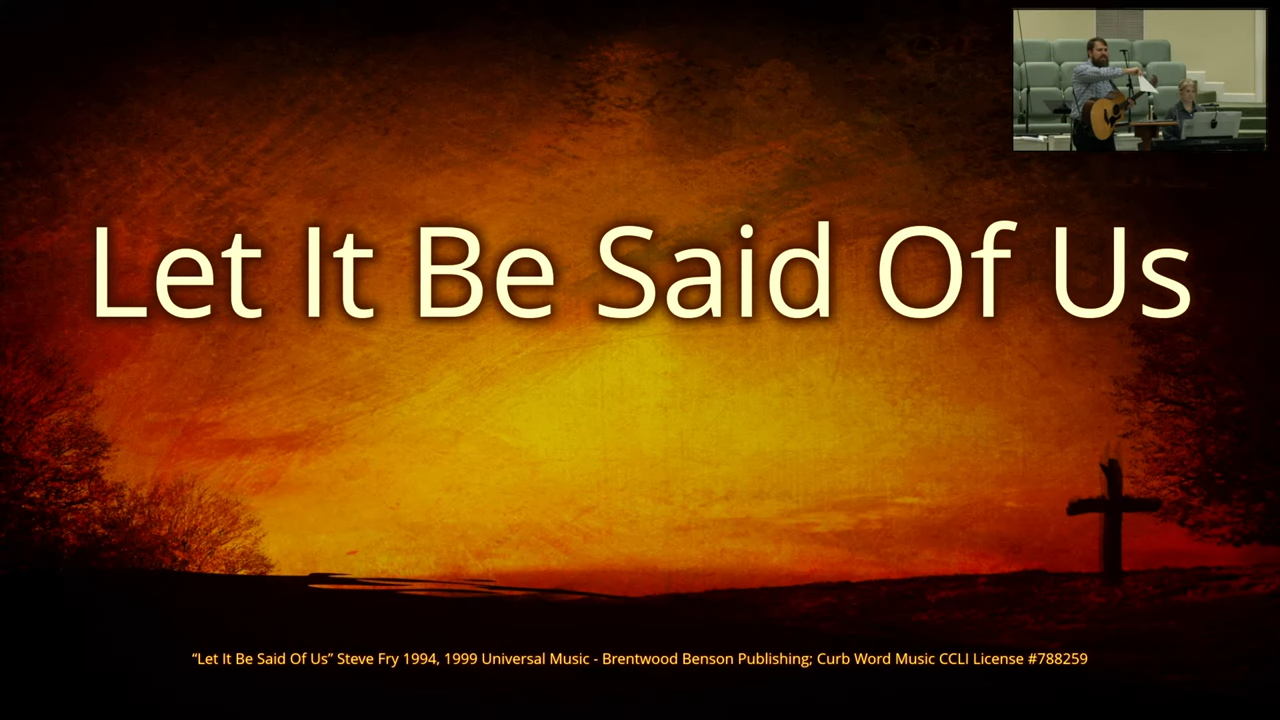 Let It Be Said Of Us
“Let It Be Said Of Us” Steve Fry 1994, 1999 Universal Music - Brentwood Benson Publishing; Curb Word Music CCLI License #788259